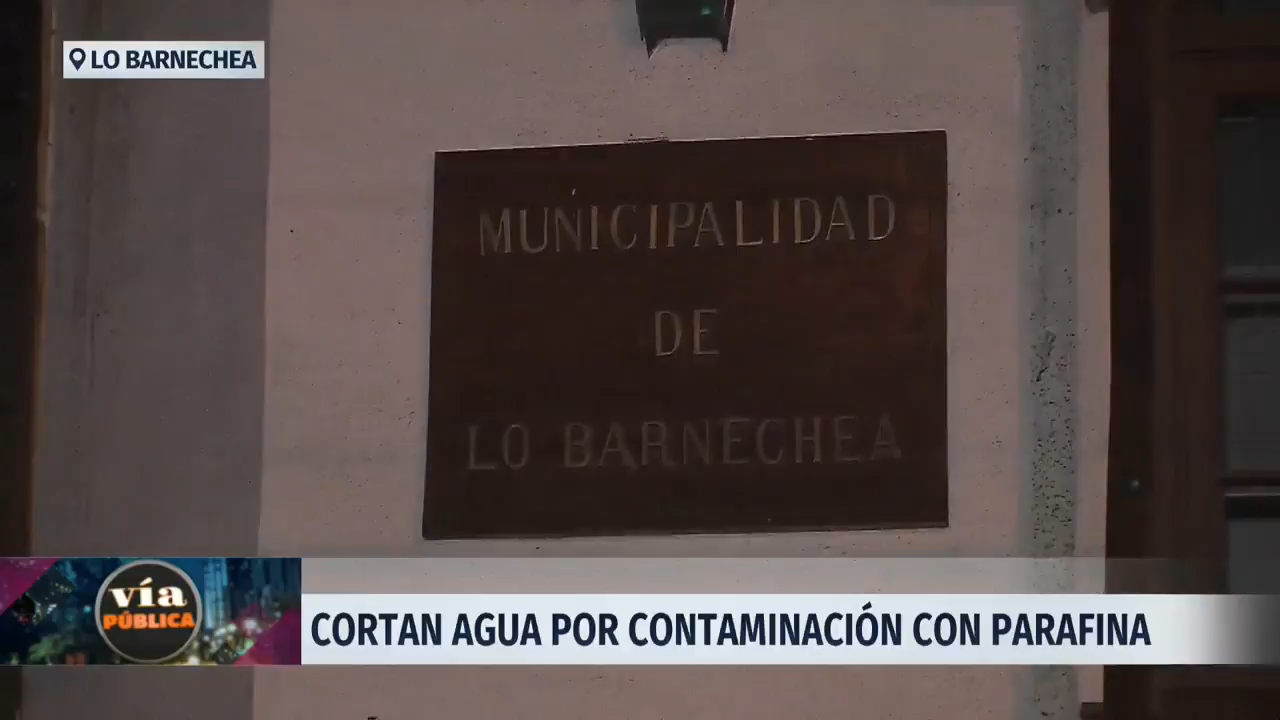 LO BARNECHEA
MUNICIPALIDAD
DE
LO BARNECHEA
vía
PÚBLICA
CORTAN AGUA POR CONTAMINACIÓN CON PARAFINA